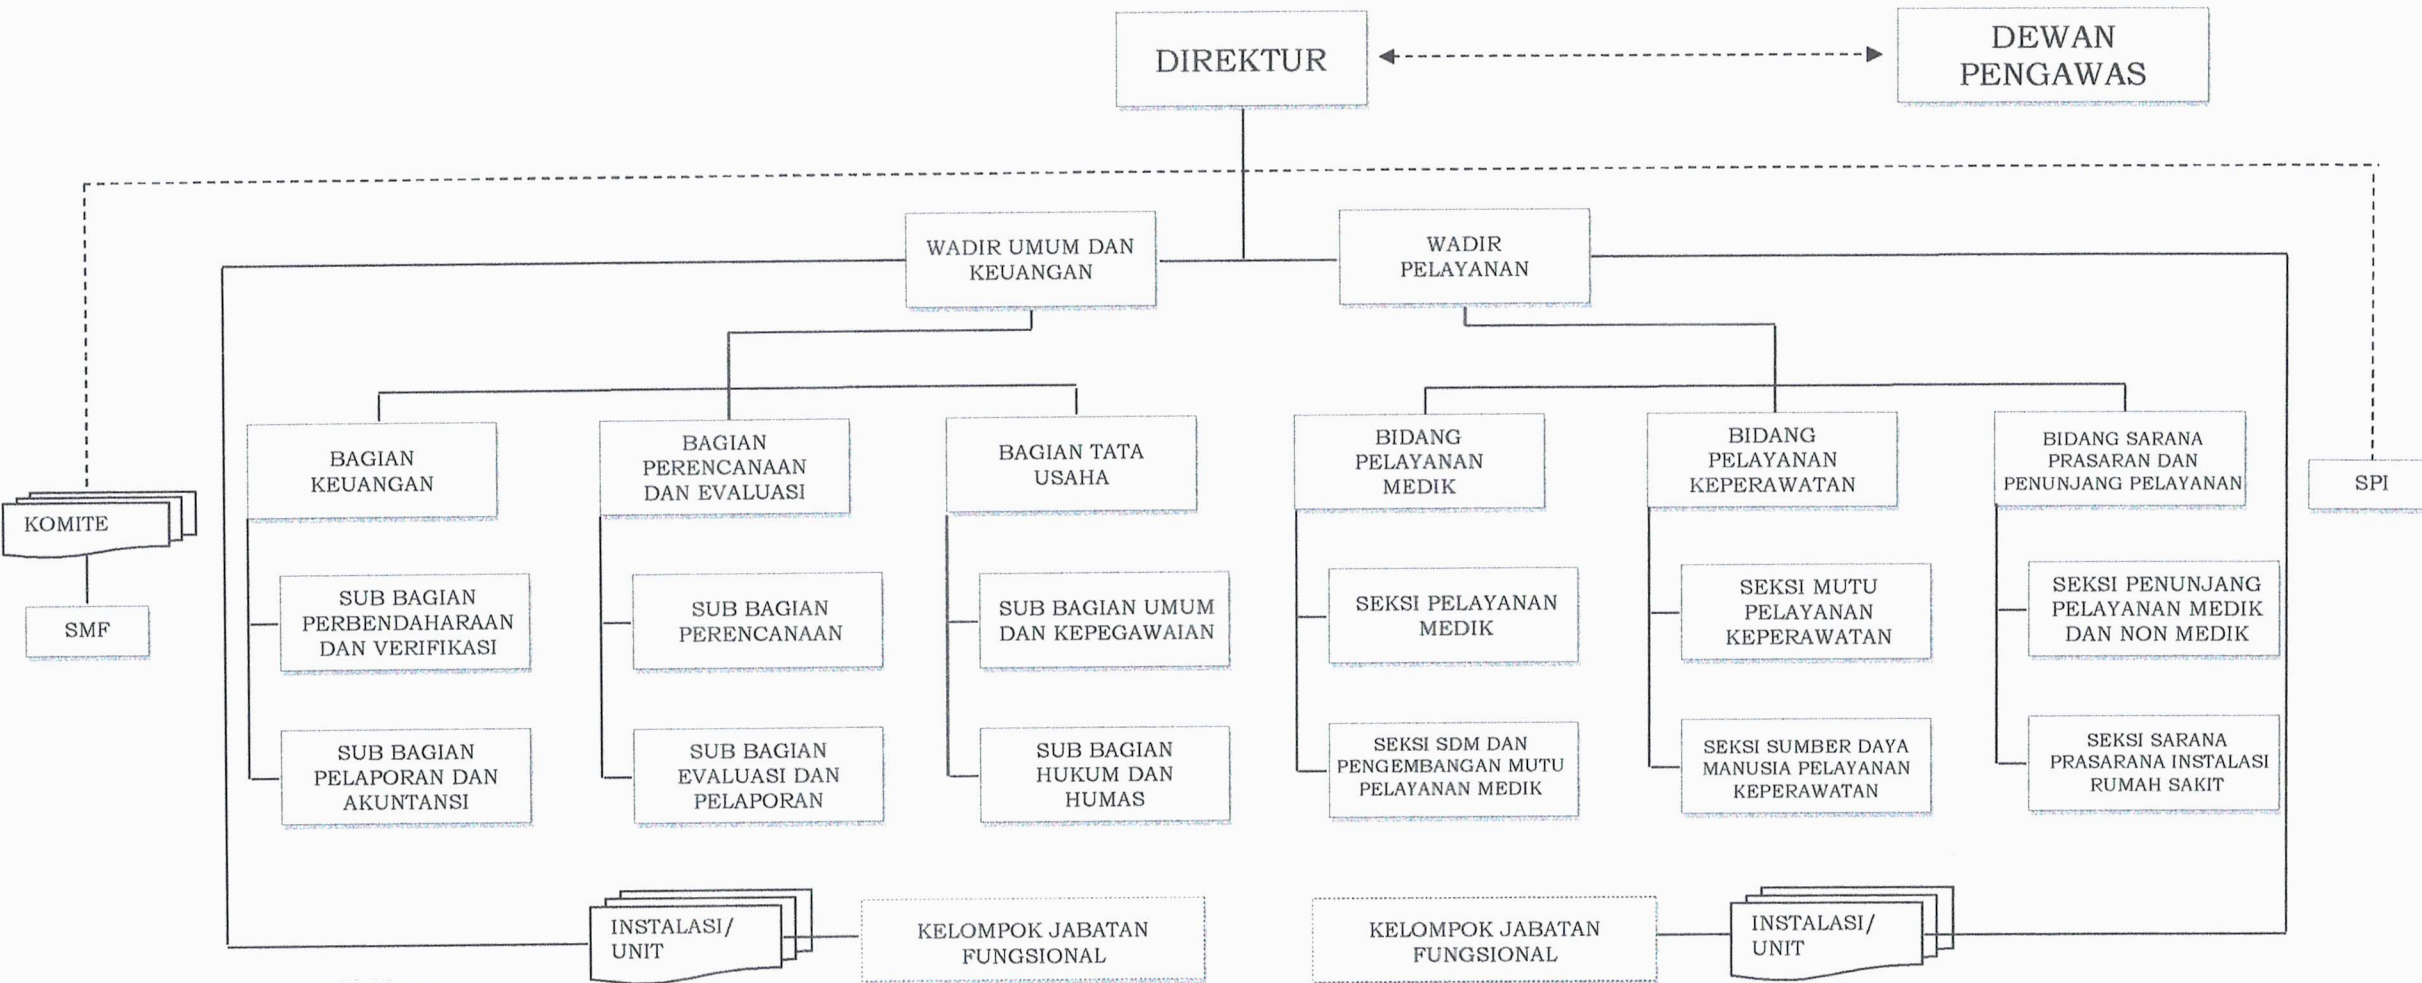 DIREKTUR
DEWAN
PENGAWAS
WADIR UMUM DAN
KEUANGAN
WADIR
PELAYANAN
BAGIAN
KEUANGAN
BAGIAN
PERENCANAAN
DAN EVALUASI
BAGIAN TATA
USAHA
BIDANG
PELAYANAN
MEDIK
BIDANG
PELAYANAN
KEPERAWATAN
BIDANG SARANA
PRASARAN DAN
PENUNJANG PELAYANAN
SPI
KOMITE
SMF
SUB BAGIAN
PERBENDAHARAAN
DAN VERIFIKASI
SUB BAGIAN
PERENCANAAN
SUB BAGIAN UMUM
DAN KEPEGAWAIAN
SEKSI PELAYANAN
MEDIK
SEKSI MUTU
PELAYANAN
KEPERAWATAN
SEKSI PENUNJANG
PELAYANAN MEDIK
DAN NON MEDIK
SUB BAGIAN
PELAPORAN DAN
AKUNTANSI
SUB BAGIAN
EVALUASI DAN
PELAPORAN
SUB BAGIAN
HUKUM DAN
HUMAS
SEKSI SDM DAN
PENGEMBANGAN MUTU
PELAYANAN MEDIK
SEKSI SUMBER DAYA
MANUSIA PELAYANAN
KEPERAWATAN
SEKSI SARANA
PRASARANA INSTALASI
RUMAH SAKIT
INSTALASI/
UNIT
KELOMPOK JABATAN
FUNGSIONAL
KELOMPOK JABATAN
FUNGSIONAL
INSTALASI/
UNIT